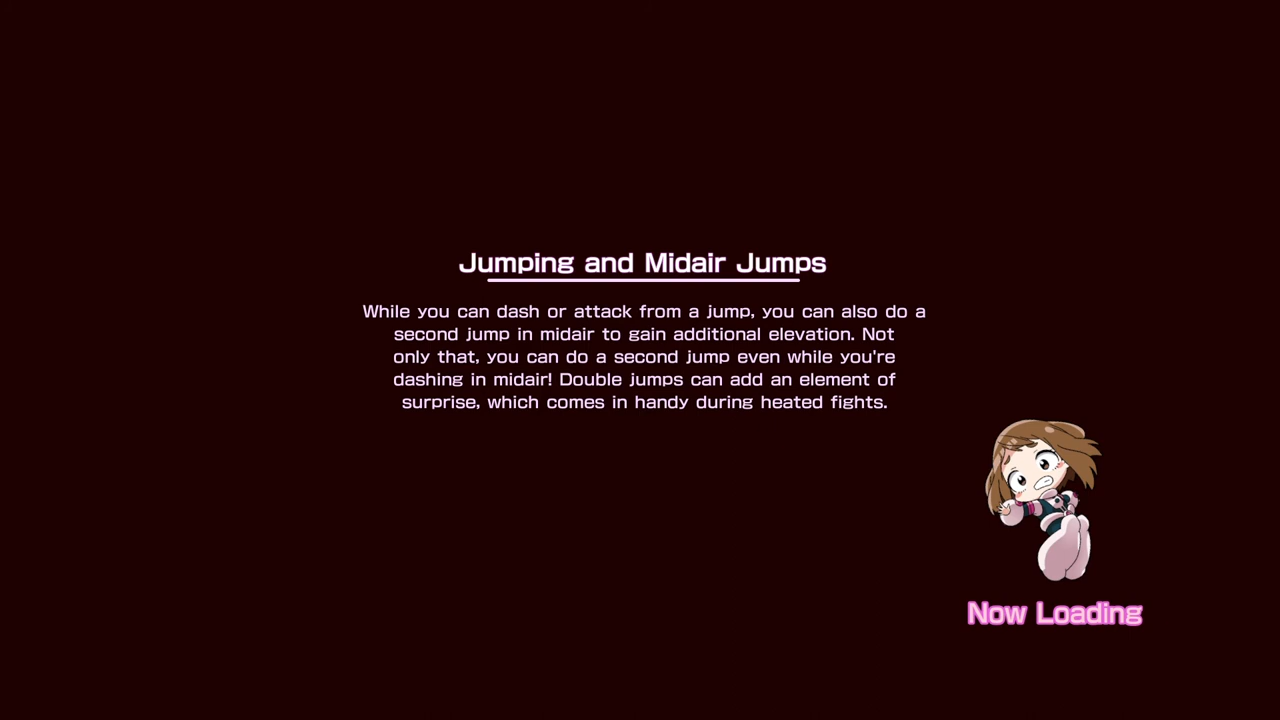 Jumping and Midair Jumps
While you can dash or attack from a jump, you can also do a
second jump in midair to gain additional elevation. Not
only that, you can do a second jump even while you're
dashing in midair! Double jumps can add an element of
surprise, which comes in handy during heated fights.
Now Loading